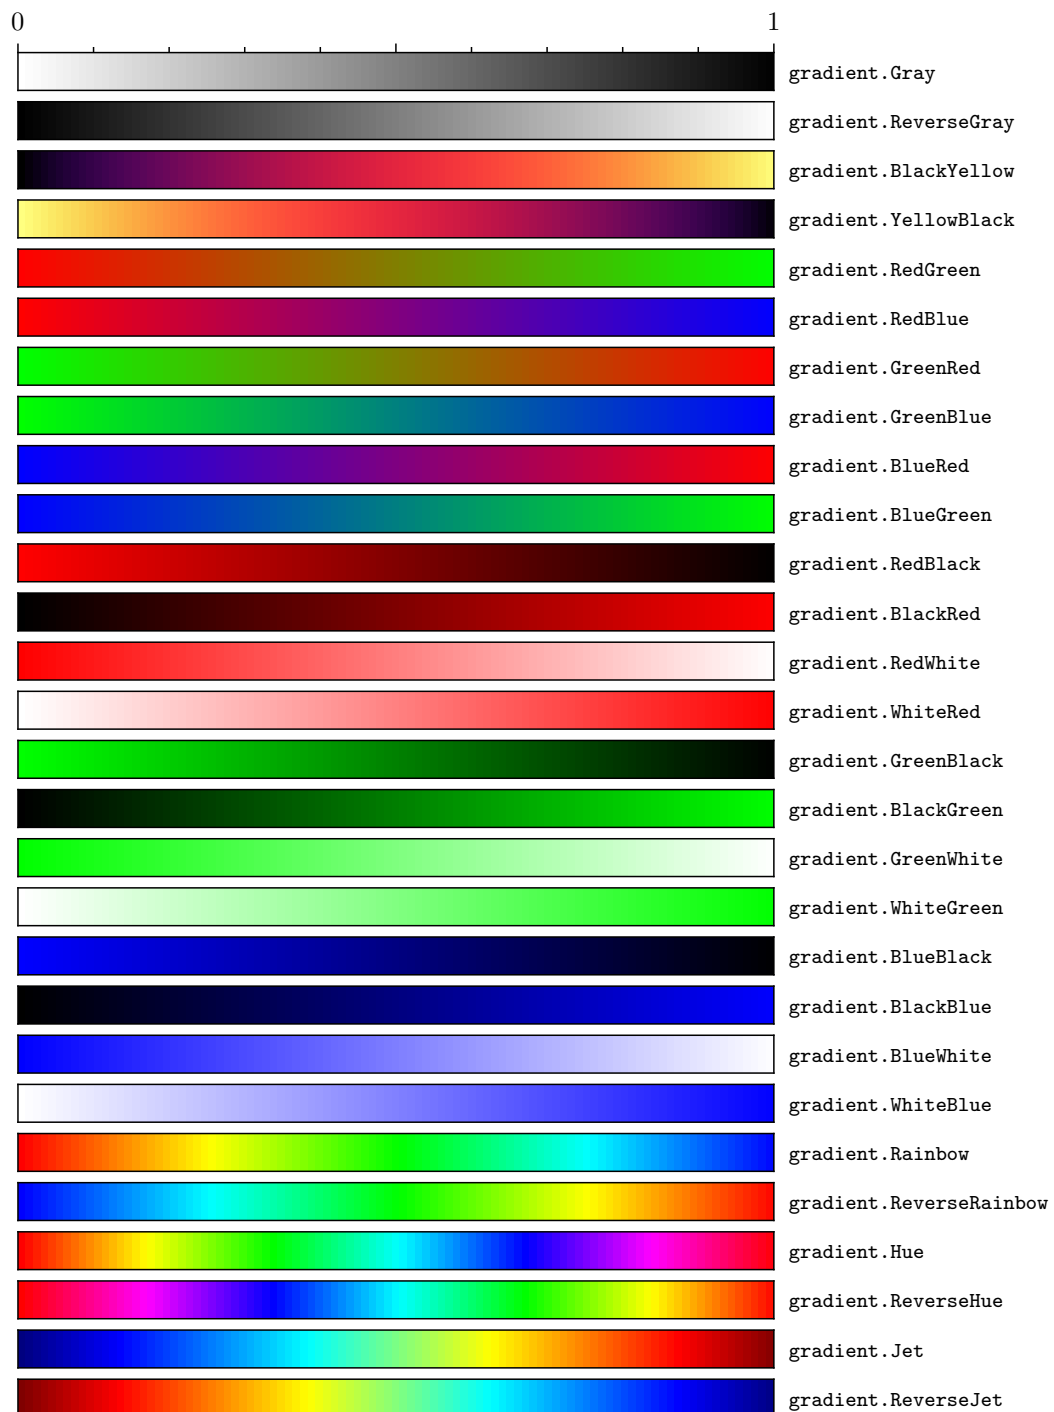 0 1
gradient.Gray
gradient.ReverseGray
gradient.BlackYellow
gradient.YellowBlack
gradient.RedGreen
gradient.RedBlue
gradient.GreenRed
gradient.GreenBlue
gradient.BlueRed
gradient.BlueGreen
gradient.RedBlack
gradient.BlackRed
gradient.RedWhite
gradient.WhiteRed
gradient.GreenBlack
gradient.BlackGreen
gradient.GreenWhite
gradient.WhiteGreen
gradient.BlueBlack
gradient.BlackBlue
gradient.BlueWhite
gradient.WhiteBlue
gradient.Rainbow
gradient.ReverseRainbow
gradient.Hue
gradient.ReverseHue
gradient.Jet
gradient.ReverseJet